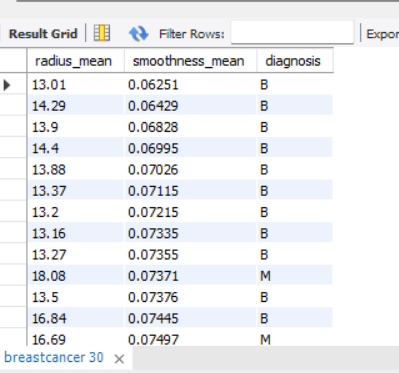 Result Grid Filter Rows: Expor
radius_mean smoothness_mean diagnosis
13.01 0.06251 B
14.29 0.06429 B
13.9 0.06828 B
14.4 0.06995 B
13.88 0.07026 B
13.37 0.07115 B
13.2 0.07215 B
13.16 0.07335 B
13.27 0.07355 B
18.08 0.07371 M
13.5 0.07376 B
16.84 0.07445 B
16.69 0.07497 M
breastcancer 30